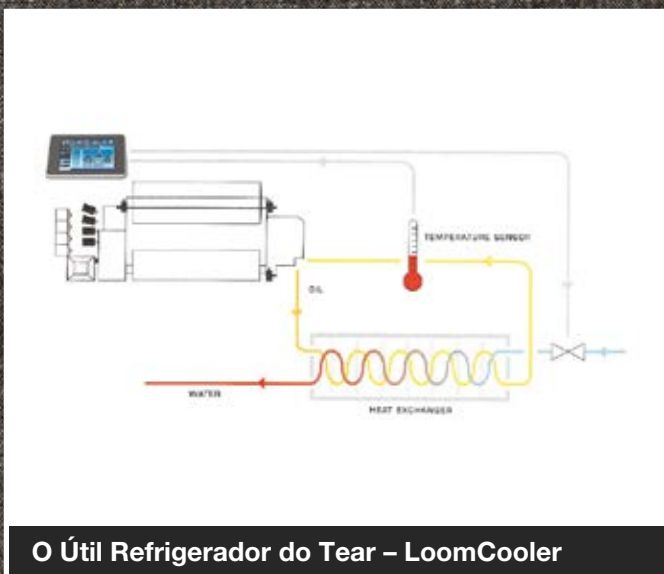 TEMPERATURE SENSOR
OIL
WATER
HEAT EXCHANGER
O Útil Refrigerador do Tear – LoomCooler